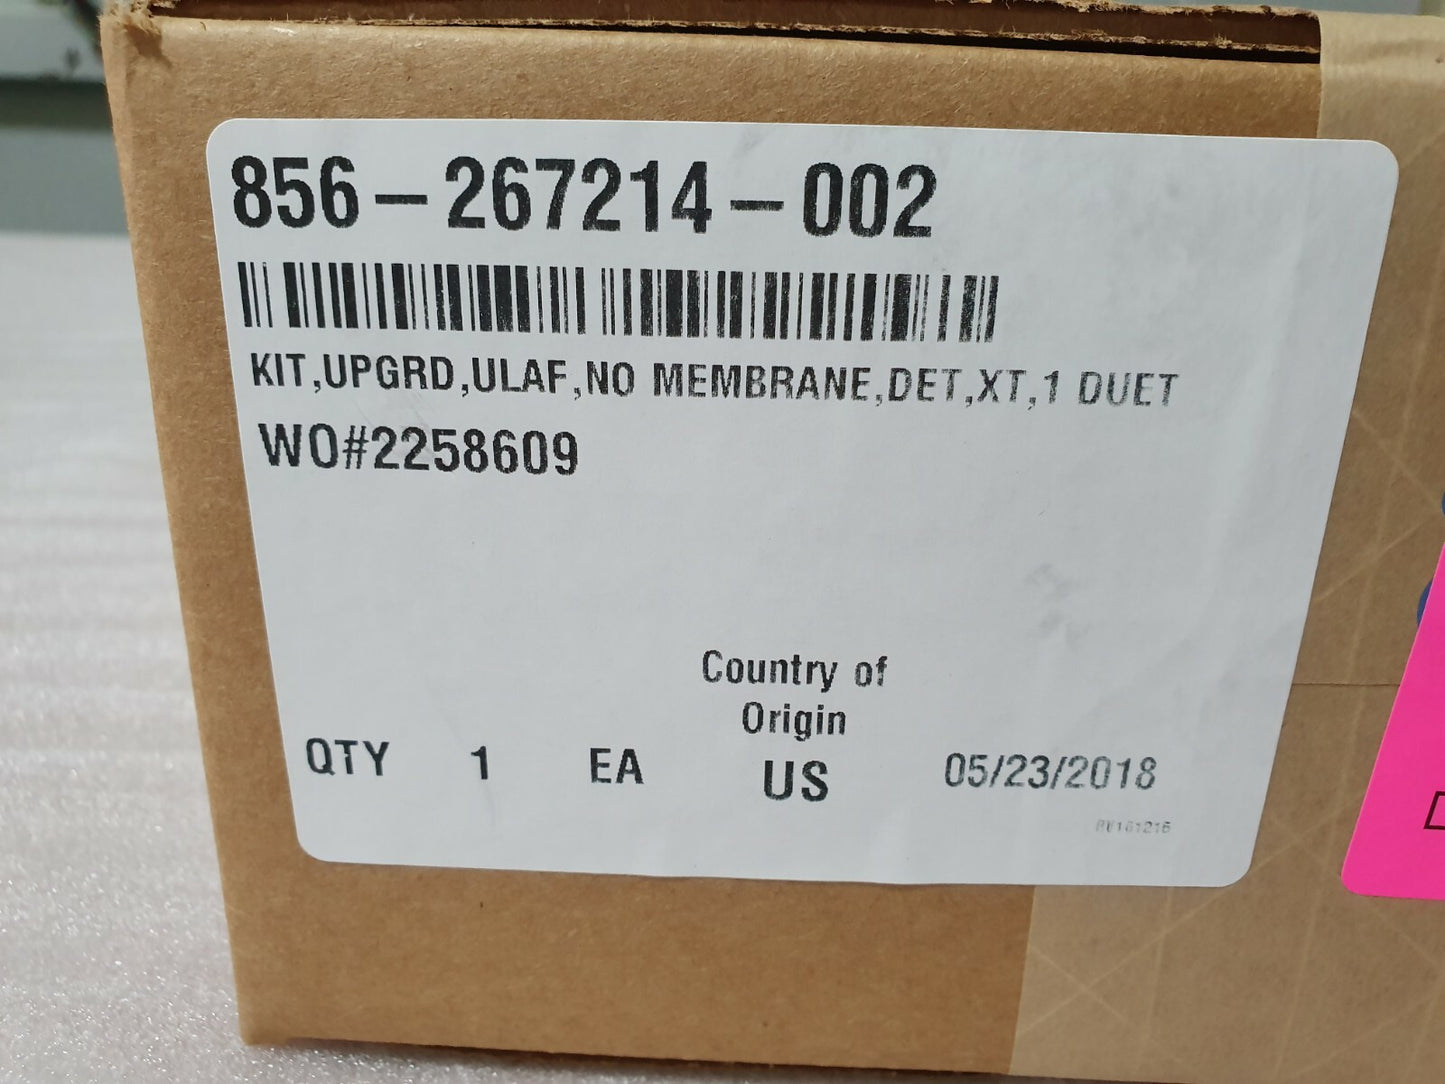 856-267214-002
KIT,UPGRD,ULAF,NO MEMBRANE,DET,XT,1 DUET
WO#2258609
Country of
Origin
QTY 1 EA US 05/23/2018